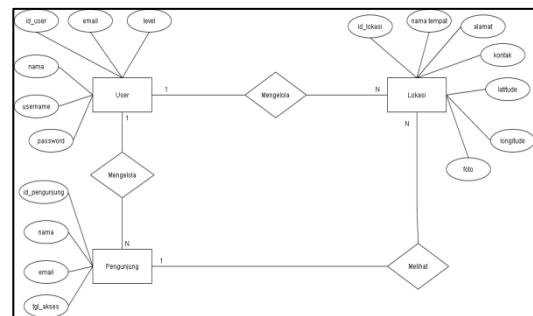 id_user
email
level
nama
username
password
User
1
Mengelola
N
Lokasi
id_lokasi
nama tempat
alamat
kontak
latitude
longitude
foto
1
Mengelola
N
N
id_pengunjung
nama
email
tgl_akses
Pengunjung
1
Melihat